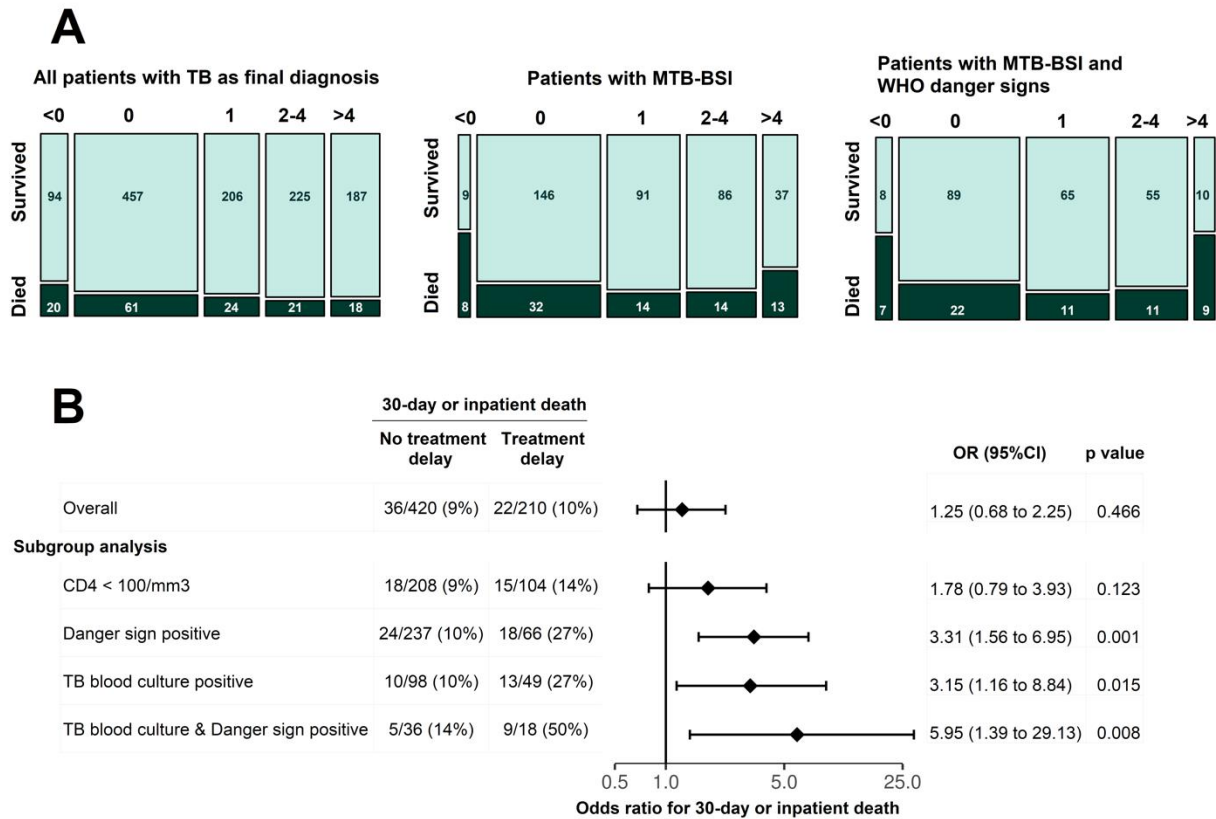 A
All patients with TB as final diagnosis
<0 0 1 2-4 >4
Survived
94 457 206 225 187
Died
20 61 24 21 18
Patients with MTB-BSI
<0 0 1 2-4 >4
Survived
9 146 91 86 37
Died
8 32 14 14 13
Patients with MTB-BSI and
WHO danger signs
<0 0 1 2-4 >4
Survived
8 89 65 55 10
Died
7 22 11 11 9
B
30-day or inpatient death
No treatment
delay
Treatment
delay
OR (95%CI) p value
Overall 36/420 (9%) 22/210 (10%) 1.25 (0.68 to 2.25) 0.466
Subgroup analysis
CD4 < 100/mm3 18/208 (9%) 15/104 (14%) 1.78 (0.79 to 3.93) 0.123
Danger sign positive 24/237 (10%) 18/66 (27%) 3.31 (1.56 to 6.95) 0.001
TB blood culture positive 10/98 (10%) 13/49 (27%) 3.15 (1.16 to 8.84) 0.015
TB blood culture & Danger sign positive 5/36 (14%) 9/18 (50%) 5.95 (1.39 to 29.13) 0.008
0.5 1.0 5.0 25.0
Odds ratio for 30-day or inpatient death